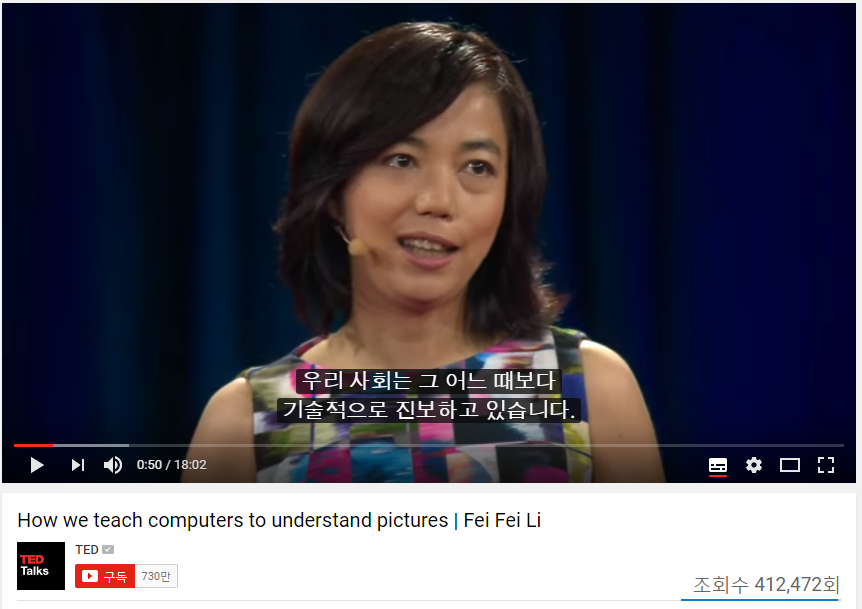 우리 사회는 그 어느 때보다
기술적으로 진보하고 있습니다.
0:50 / 18:02
How we teach computers to understand pictures | Fei Fei Li
TED
Talks
TED
구독 730만
조회수 412,472회